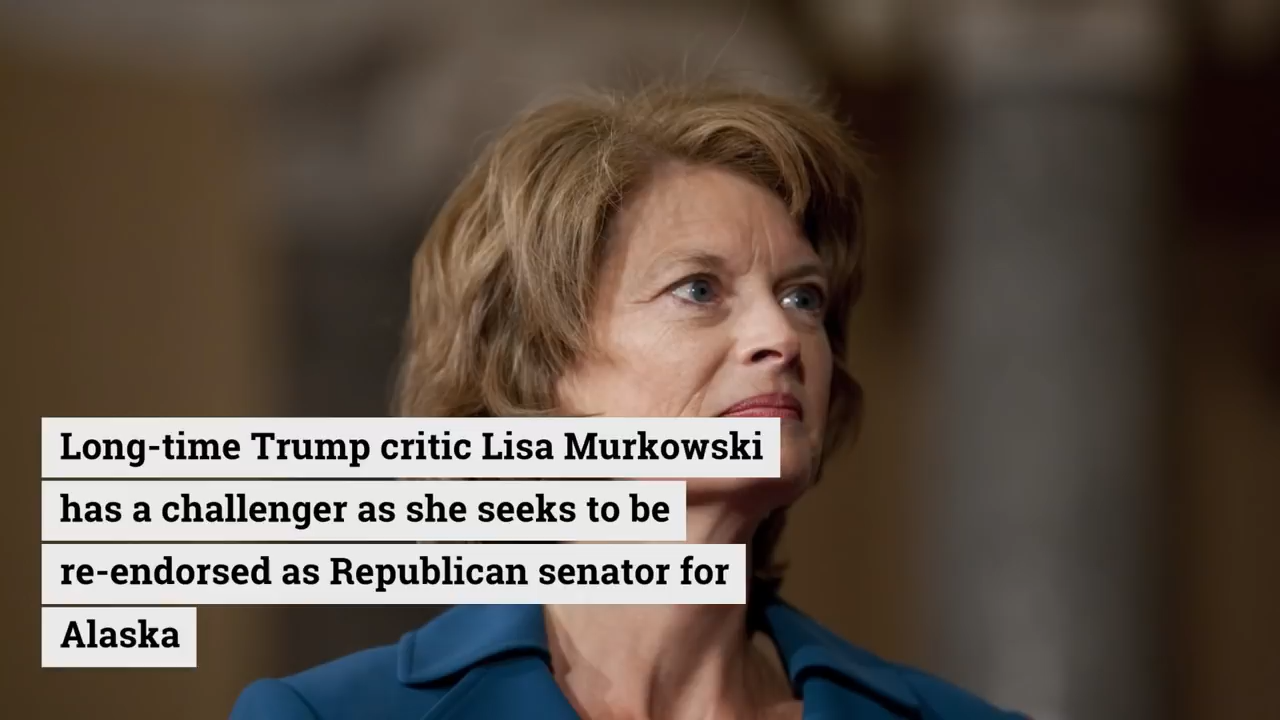 Long-time Trump critic Lisa Murkowski
has a challenger as she seeks to be
re-endorsed as Republican senator for
Alaska